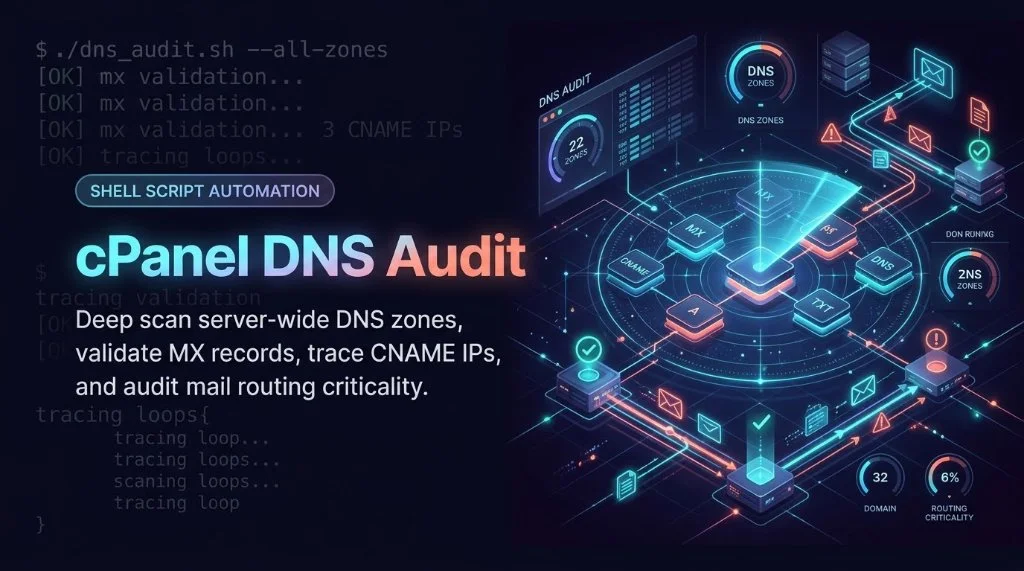 $ ./dns_audit.sh --all-zones
[OK] mx validation...
[OK] mx validation...
[OK] mx validation... 3 CNAME IPs
[OK] tracing loops...
SHELL SCRIPT AUTOMATION
cPanel DNS Audit
$
tracing validation
Deep scan server-wide DNS zones,
validate MX records, trace CNAME IPs,
and audit mail routing criticality.
tracing loops{
tracing loop...
tracing loops...
scaning loops...
tracing loop
}
DNS AUDIT
22
ZONES
DNS
ZONES
DNS ZONES
MX
MX
CNAME
DNS
A
TXT
2NS
ZONES
32
DOMAIN
6%
ROUTING
CRITICALITY